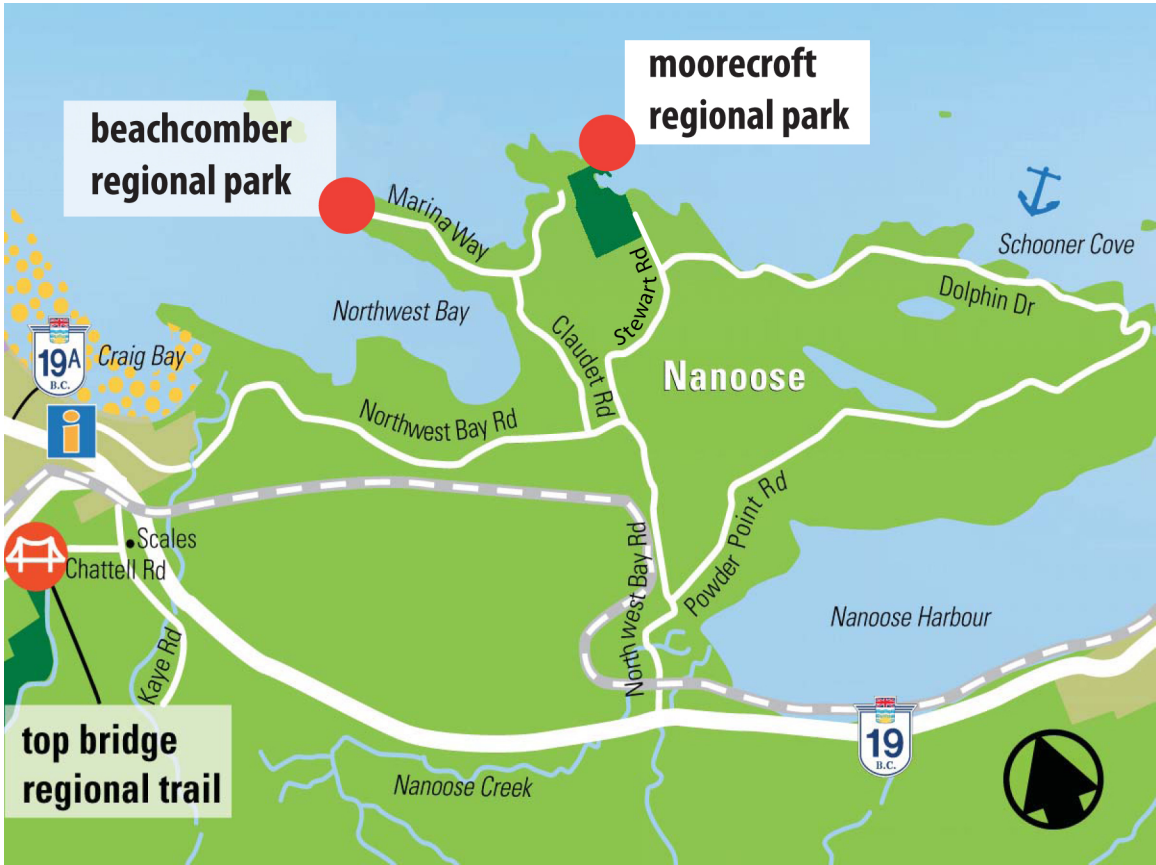 moorecroft
regional park
beachcomber
regional park
Marina Way
Schooner Cove
Stewart Rd
Dolphin Dr
Northwest Bay
Claudet Rd
19A
B.C.
Craig Bay
Nanoose
i
Northwest Bay Rd
Powder Point Rd
North west Bay Rd
Scales
Chattell Rd
Nanoose Harbour
Kaye Rd
19
B.C.
top bridge
regional trail
Nanoose Creek